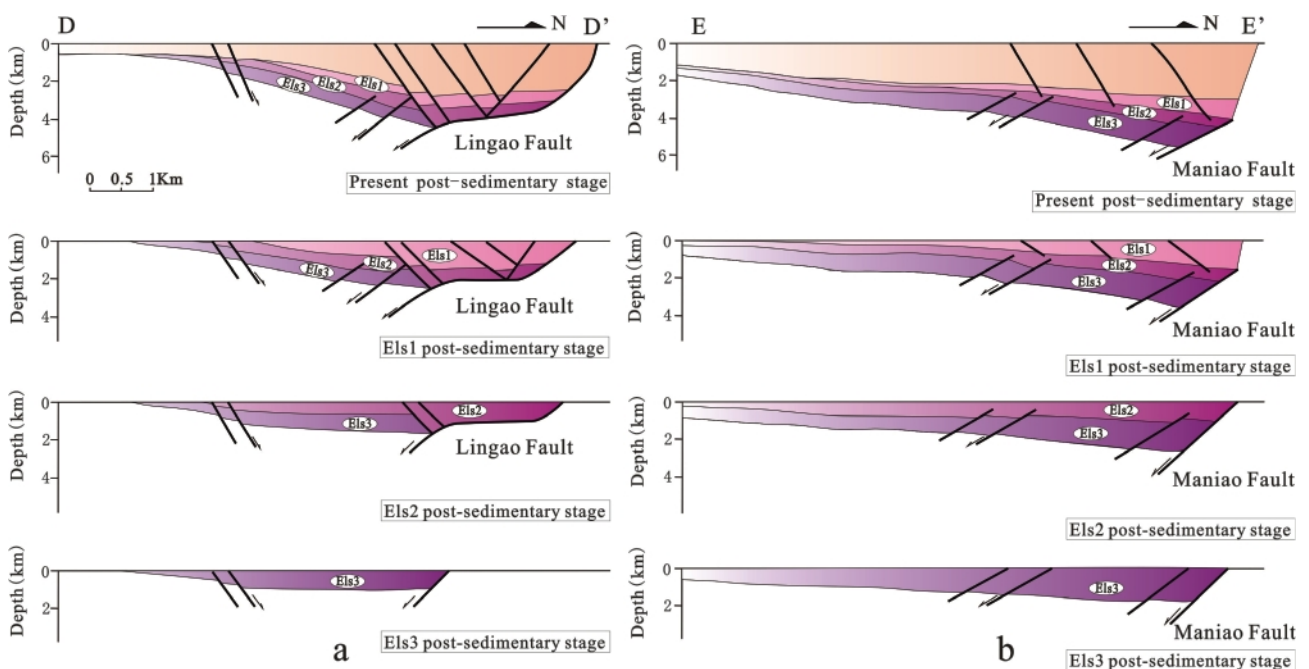 D
N
D’
Depth (km)
0
2
4
6
Els3
Els2
Els1
Lingao Fault
0 0.5 1Km
Present post-sedimentary stage
Depth (km)
0
2
4
Els3
Els2
Els1
Lingao Fault
Els1 post-sedimentary stage
Depth (km)
0
2
4
Els3
Els2
Lingao Fault
Els2 post-sedimentary stage
Depth (km)
0
2
Els3
Els3 post-sedimentary stage
a
E
N
E’
Depth (km)
0
2
4
6
Els1
Els2
Els3
Maniao Fault
Present post-sedimentary stage
Depth (km)
0
2
4
Els1
Els2
Els3
Maniao Fault
Els1 post-sedimentary stage
Depth (km)
0
2
4
Els2
Els3
Maniao Fault
Els2 post-sedimentary stage
Depth (km)
0
2
Els3
Maniao Fault
Els3 post-sedimentary stage
b